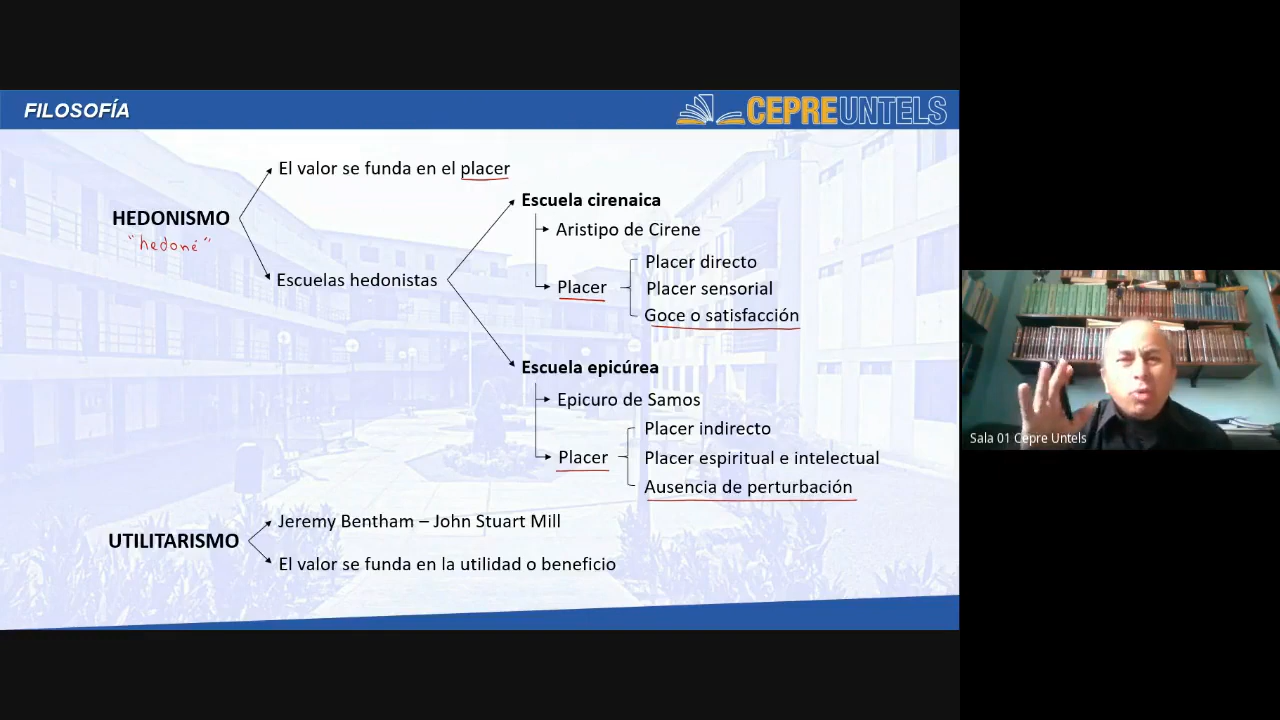 FILOSOFÍA
CEPREUNTELS
El valor se funda en el placer
HEDONISMO
"hedoné"
Escuelas hedonistas
Escuela cirenaica
Aristipo de Cirene
Placer
Placer directo
Placer sensorial
Goce o satisfacción
Escuela epicúrea
Epicuro de Samos
Placer
Placer indirecto
Placer espiritual e intelectual
Ausencia de perturbación
UTILITARISMO
Jeremy Bentham – John Stuart Mill
El valor se funda en la utilidad o beneficio
Sala 01 Cepre Untels